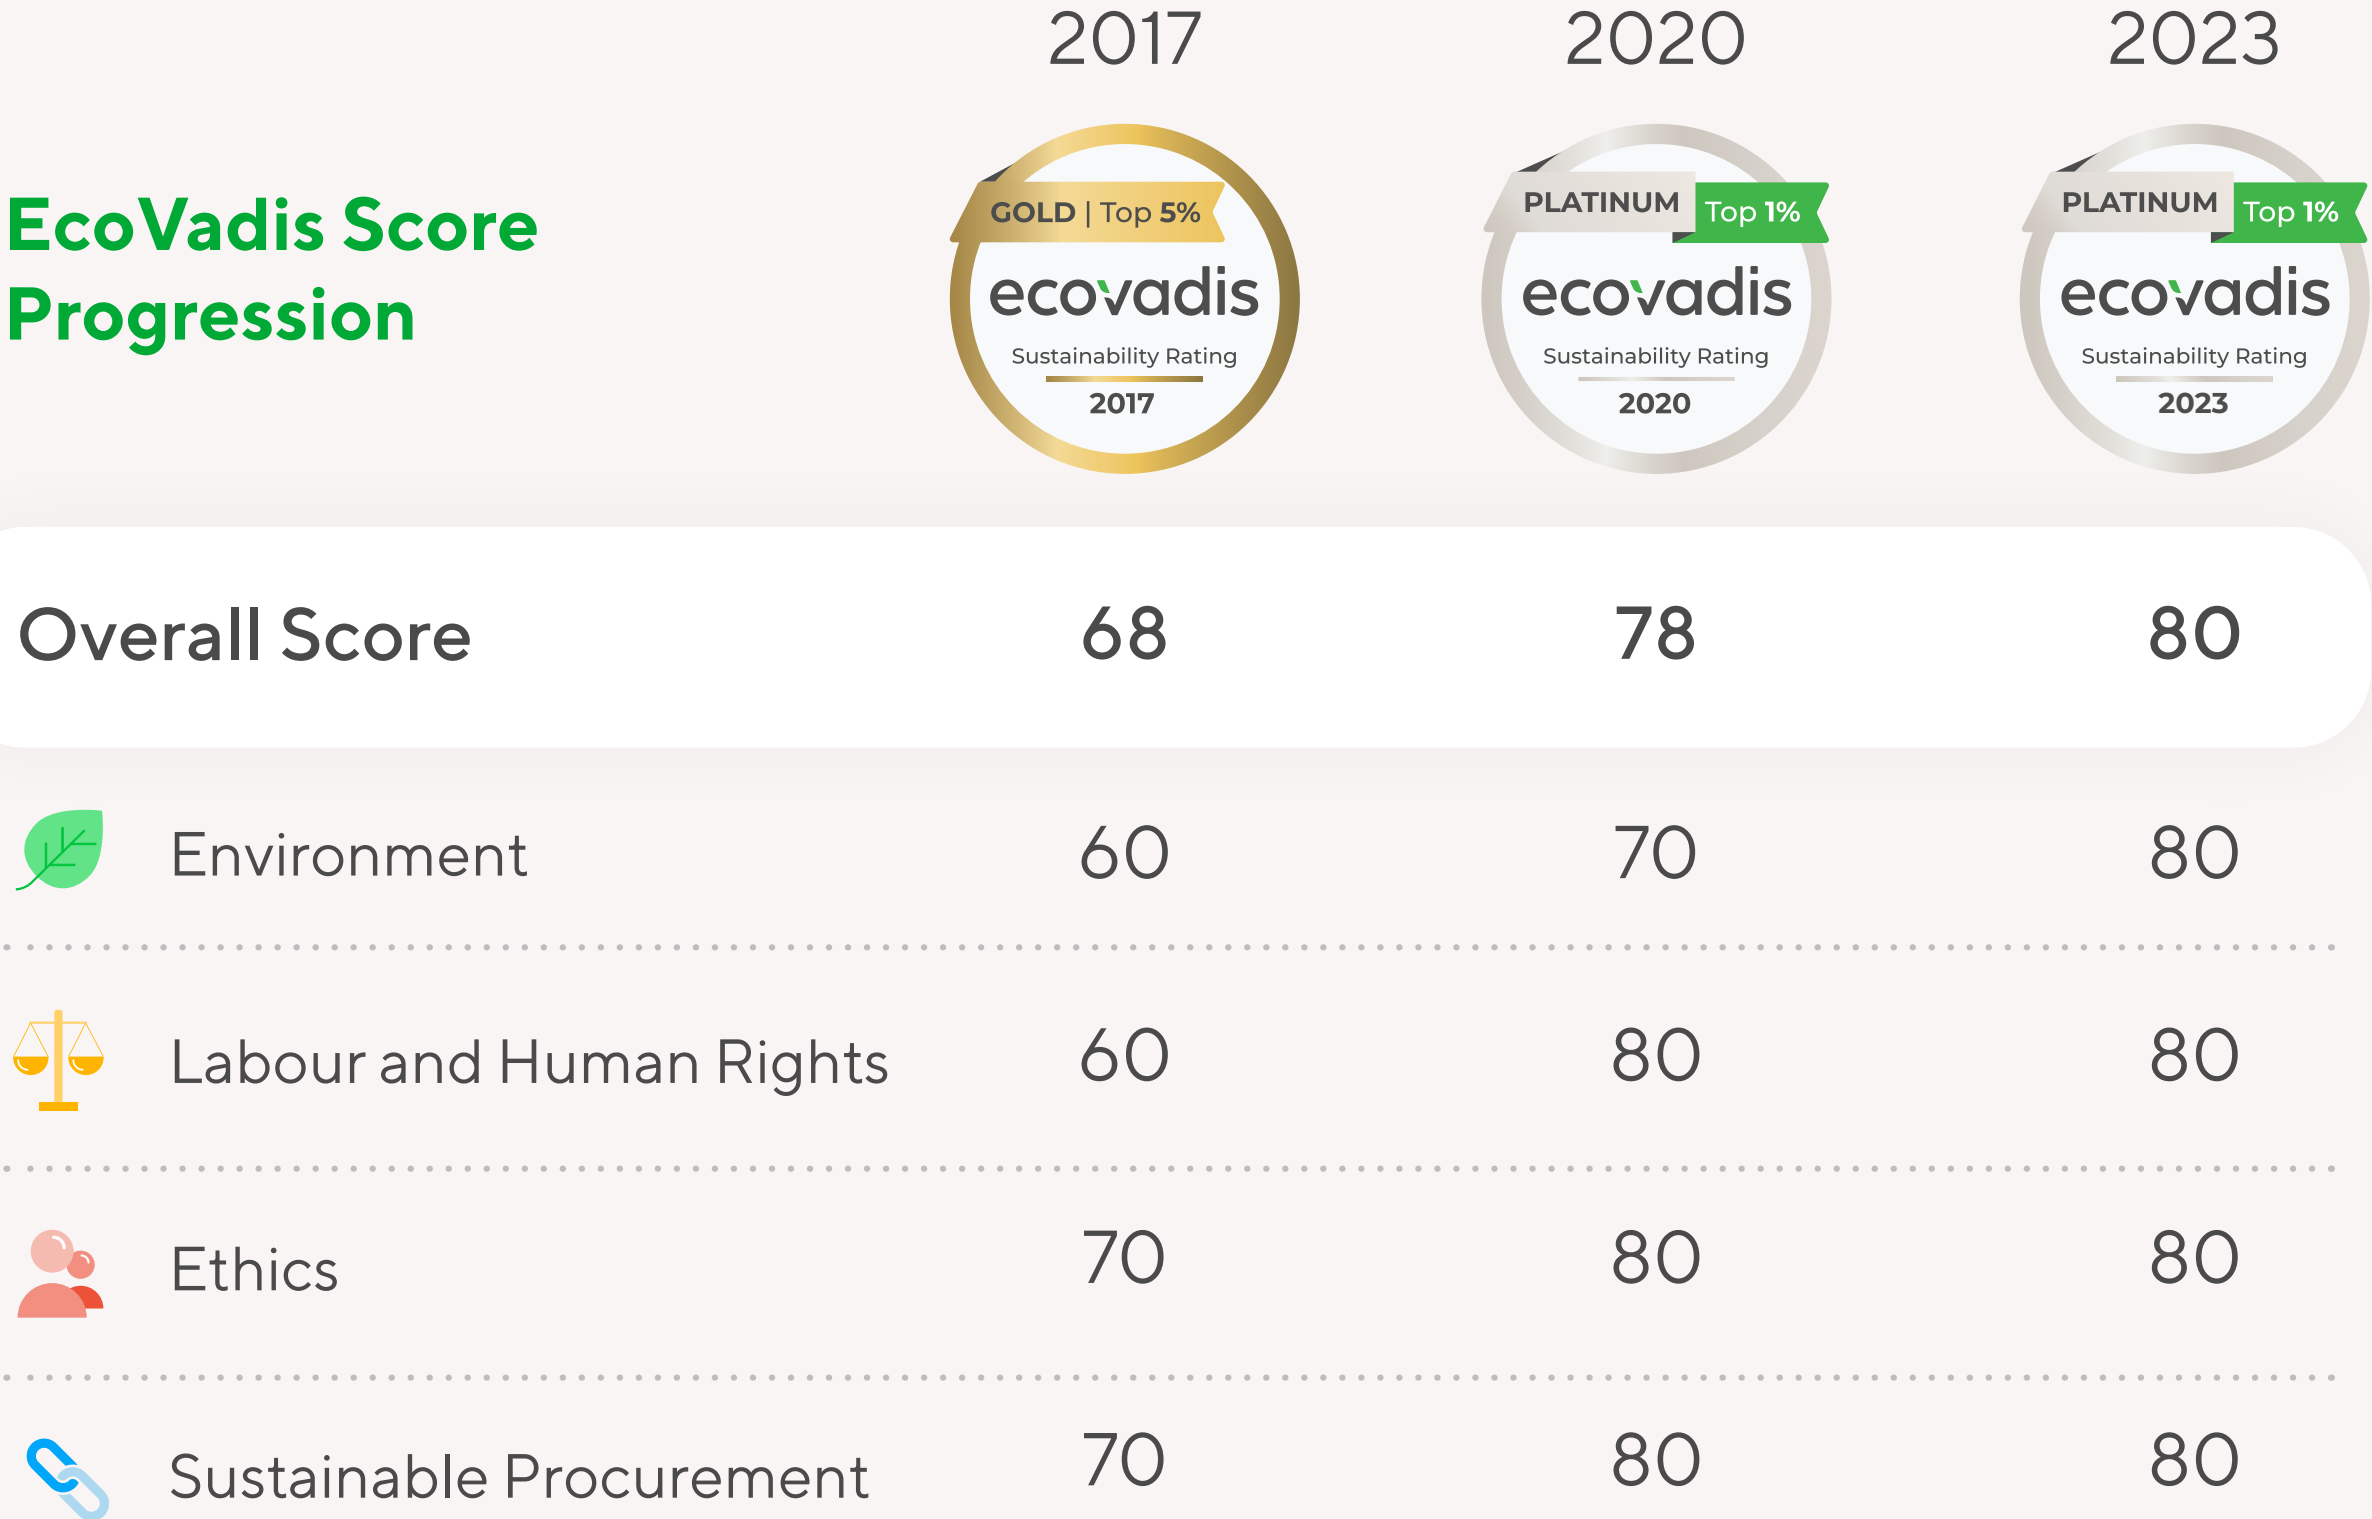 2017 2020 2023
EcoVadis Score
Progression
GOLD | Top 5%
ecovadis
Sustainability Rating
2017
PLATINUM Top 1%
ecovadis
Sustainability Rating
2020
PLATINUM Top 1%
ecovadis
Sustainability Rating
2023
Overall Score 68 78 80
Environment 60 70 80
Labour and Human Rights 60 80 80
Ethics 70 80 80
Sustainable Procurement 70 80 80